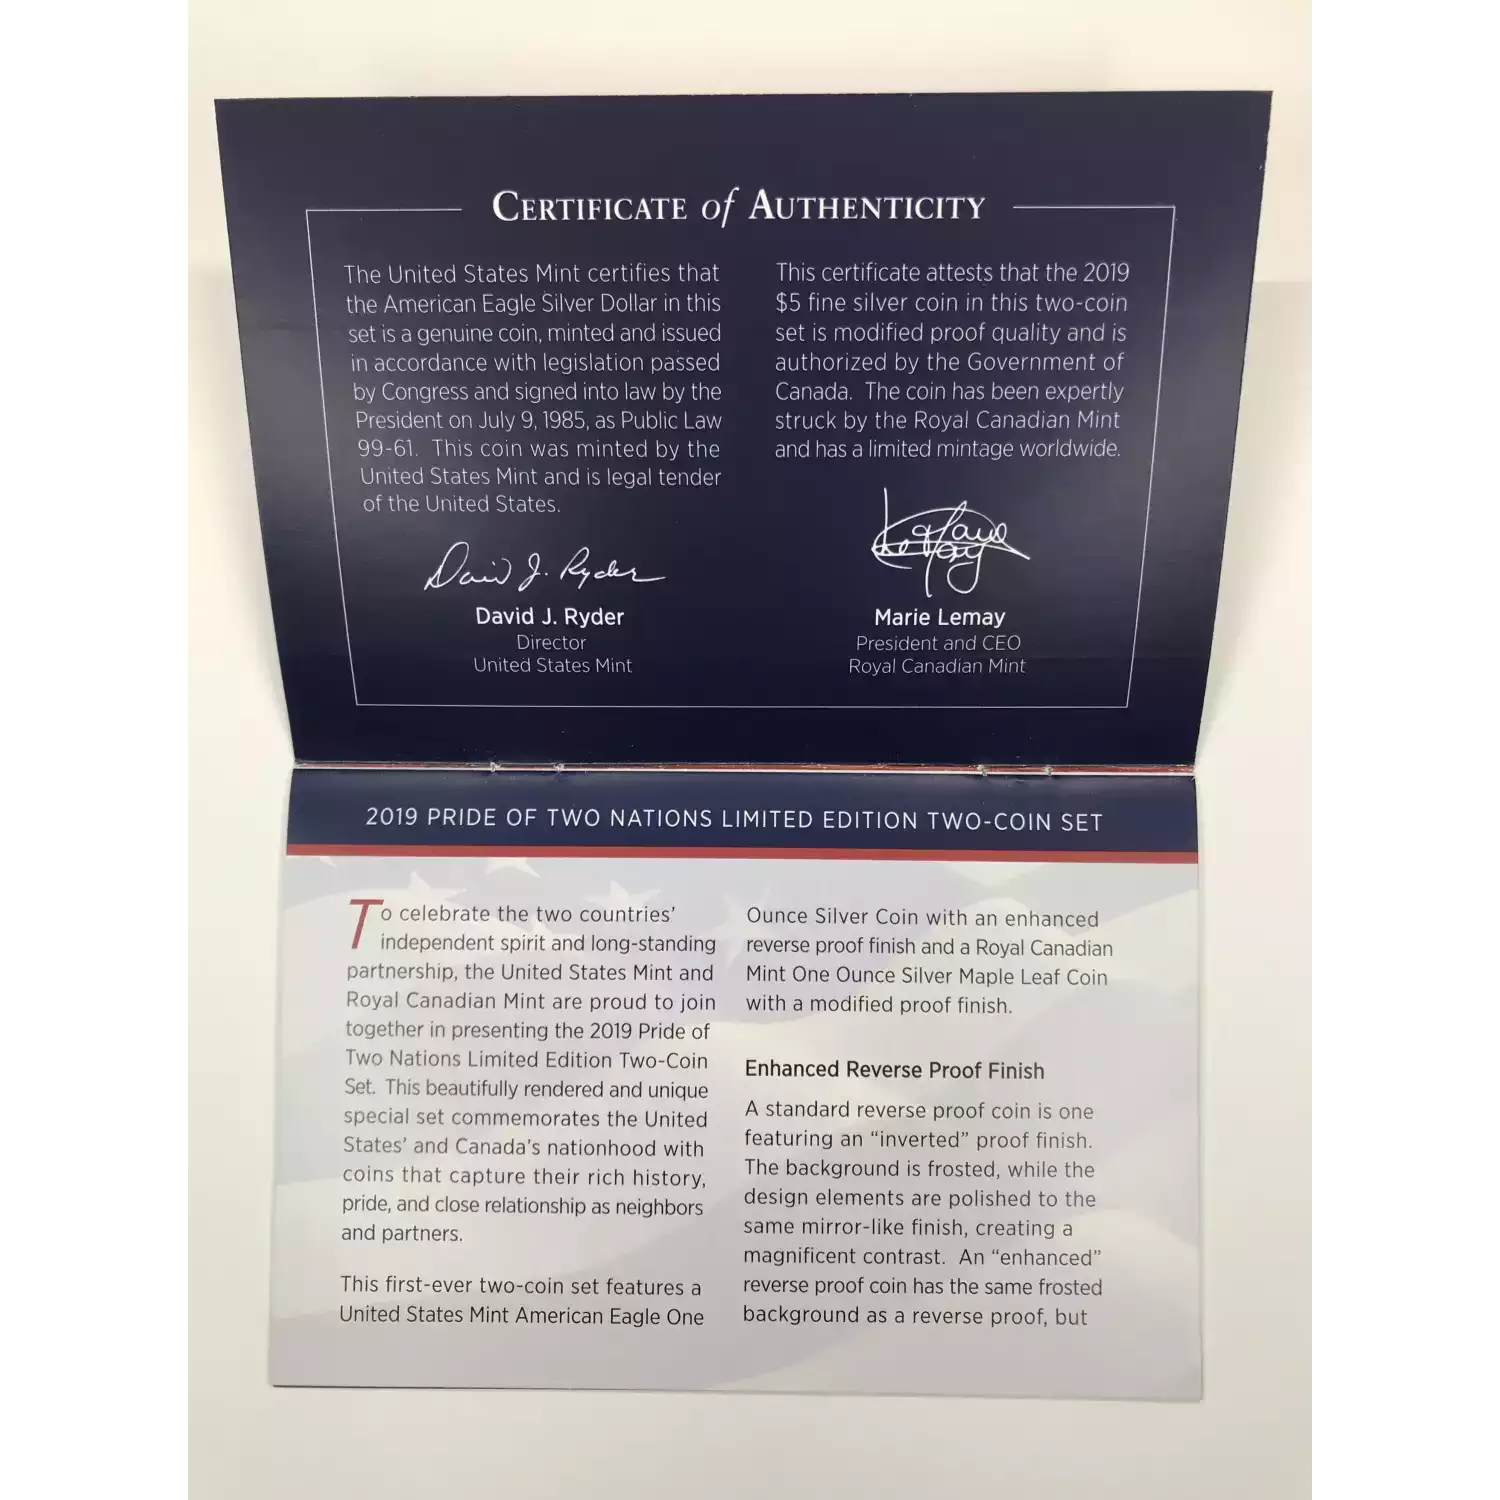 CERTIFICATE of AUTHENTICITY
The United States Mint certifies that
the American Eagle Silver Dollar in this
set is a genuine coin, minted and issued
in accordance with legislation passed
by Congress and signed into law by the
President on July 9, 1985, as Public Law
99-61. This coin was minted by the
United States Mint and is legal tender
of the United States.
David J. Ryder
David J. Ryder
Director
United States Mint
This certificate attests that the 2019
$5 fine silver coin in this two-coin
set is modified proof quality and is
authorized by the Government of
Canada. The coin has been expertly
struck by the Royal Canadian Mint
and has a limited mintage worldwide.
Marie Lemay
President and CEO
Royal Canadian Mint
2019 PRIDE OF TWO NATIONS LIMITED EDITION TWO-COIN SET
To celebrate the two countries'
independent spirit and long-standing
partnership, the United States Mint and
Royal Canadian Mint are proud to join
together in presenting the 2019 Pride of
Two Nations Limited Edition Two-Coin
Set. This beautifully rendered and unique
special set commemorates the United
States' and Canada's nationhood with
coins that capture their rich history,
pride, and close relationship as neighbors
and partners.
This first-ever two-coin set features a
United States Mint American Eagle One
Ounce Silver Coin with an enhanced
reverse proof finish and a Royal Canadian
Mint One Ounce Silver Maple Leaf Coin
with a modified proof finish.
Enhanced Reverse Proof Finish
A standard reverse proof coin is one
featuring an “inverted” proof finish.
The background is frosted, while the
design elements are polished to the
same mirror-like finish, creating a
magnificent contrast. An “enhanced”
reverse proof coin has the same frosted
background as a reverse proof, but